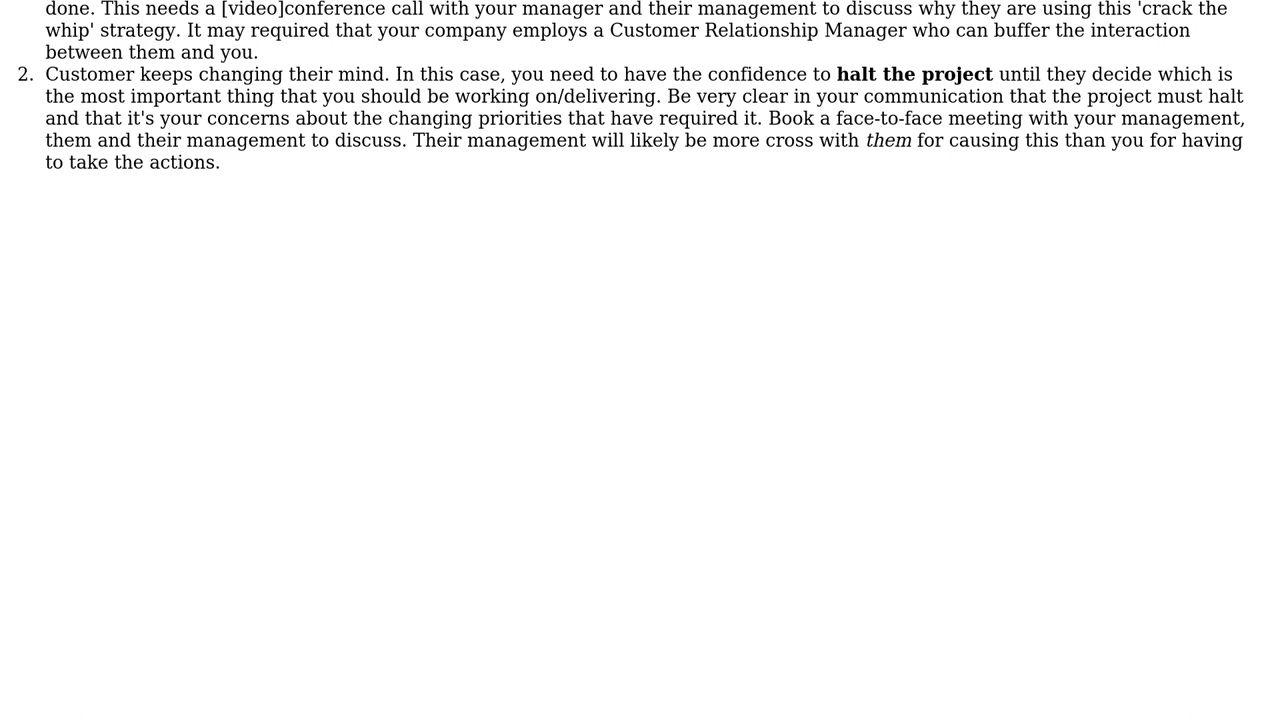 done. This needs a [video]conference call with your manager and their management to discuss why they are using this 'crack the
whip' strategy. It may required that your company employs a Customer Relationship Manager who can buffer the interaction
between them and you.
2. Customer keeps changing their mind. In this case, you need to have the confidence to halt the project until they decide which is
the most important thing that you should be working on/delivering. Be very clear in your communication that the project must halt
and that it's your concerns about the changing priorities that have required it. Book a face-to-face meeting with your management,
them and their management to discuss. Their management will likely be more cross with them for causing this than you for having
to take the actions.